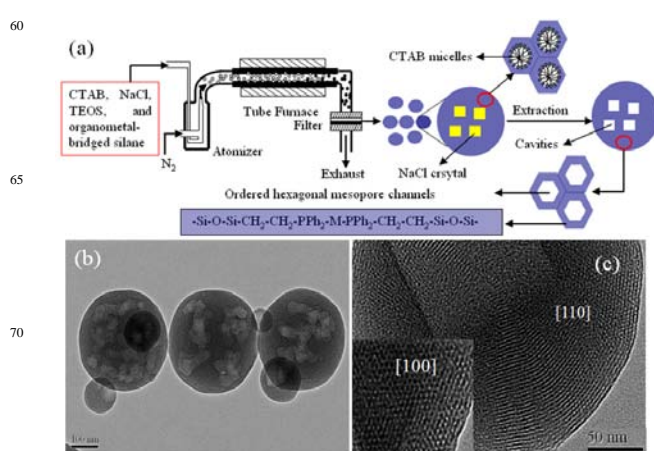 60
(a)
CTAB micelles
CTAB, NaCl,
TEOS, and
organometal-
bridged silane
N2
Atomizer
Tube Furnace
Filter
Exhaust
NaCl crsytal
Extraction
Cavities
65
Ordered hexagonal mesopore channels
-Si-O-Si-CH2-CH2-PPh2-M-PPh2-CH2-CH2-Si-O-Si-
(b)
(c)
[110]
70
[100]
100 nm
50 nm